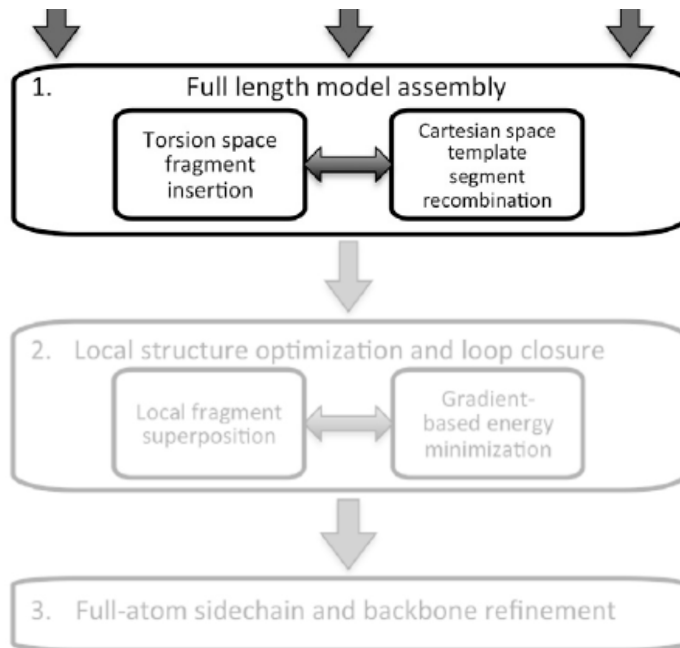 1. Full length model assembly
Torsion space
fragment
insertion
Cartesian space
template
segment
recombination
2. Local structure optimization and loop closure
Local fragment
superposition
Gradient-
based energy
minimization
3. Full-atom sidechain and backbone refinement